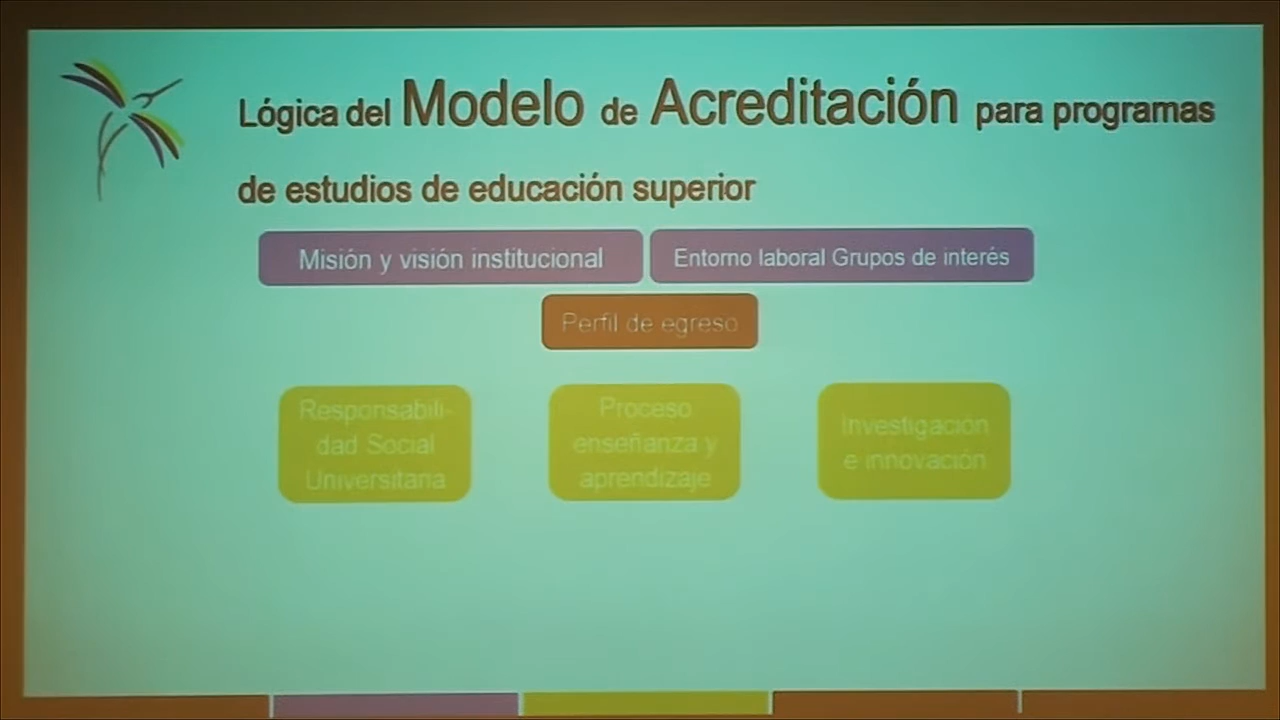 Lógica del Modelo de Acreditación para programas
de estudios de educación superior
Misión y visión institucional
Entorno laboral Grupos de interés
Perfil de egreso
Responsabili-
dad Social
Universitaria
Proceso
enseñanza y
aprendizaje
Investigación
e innovación